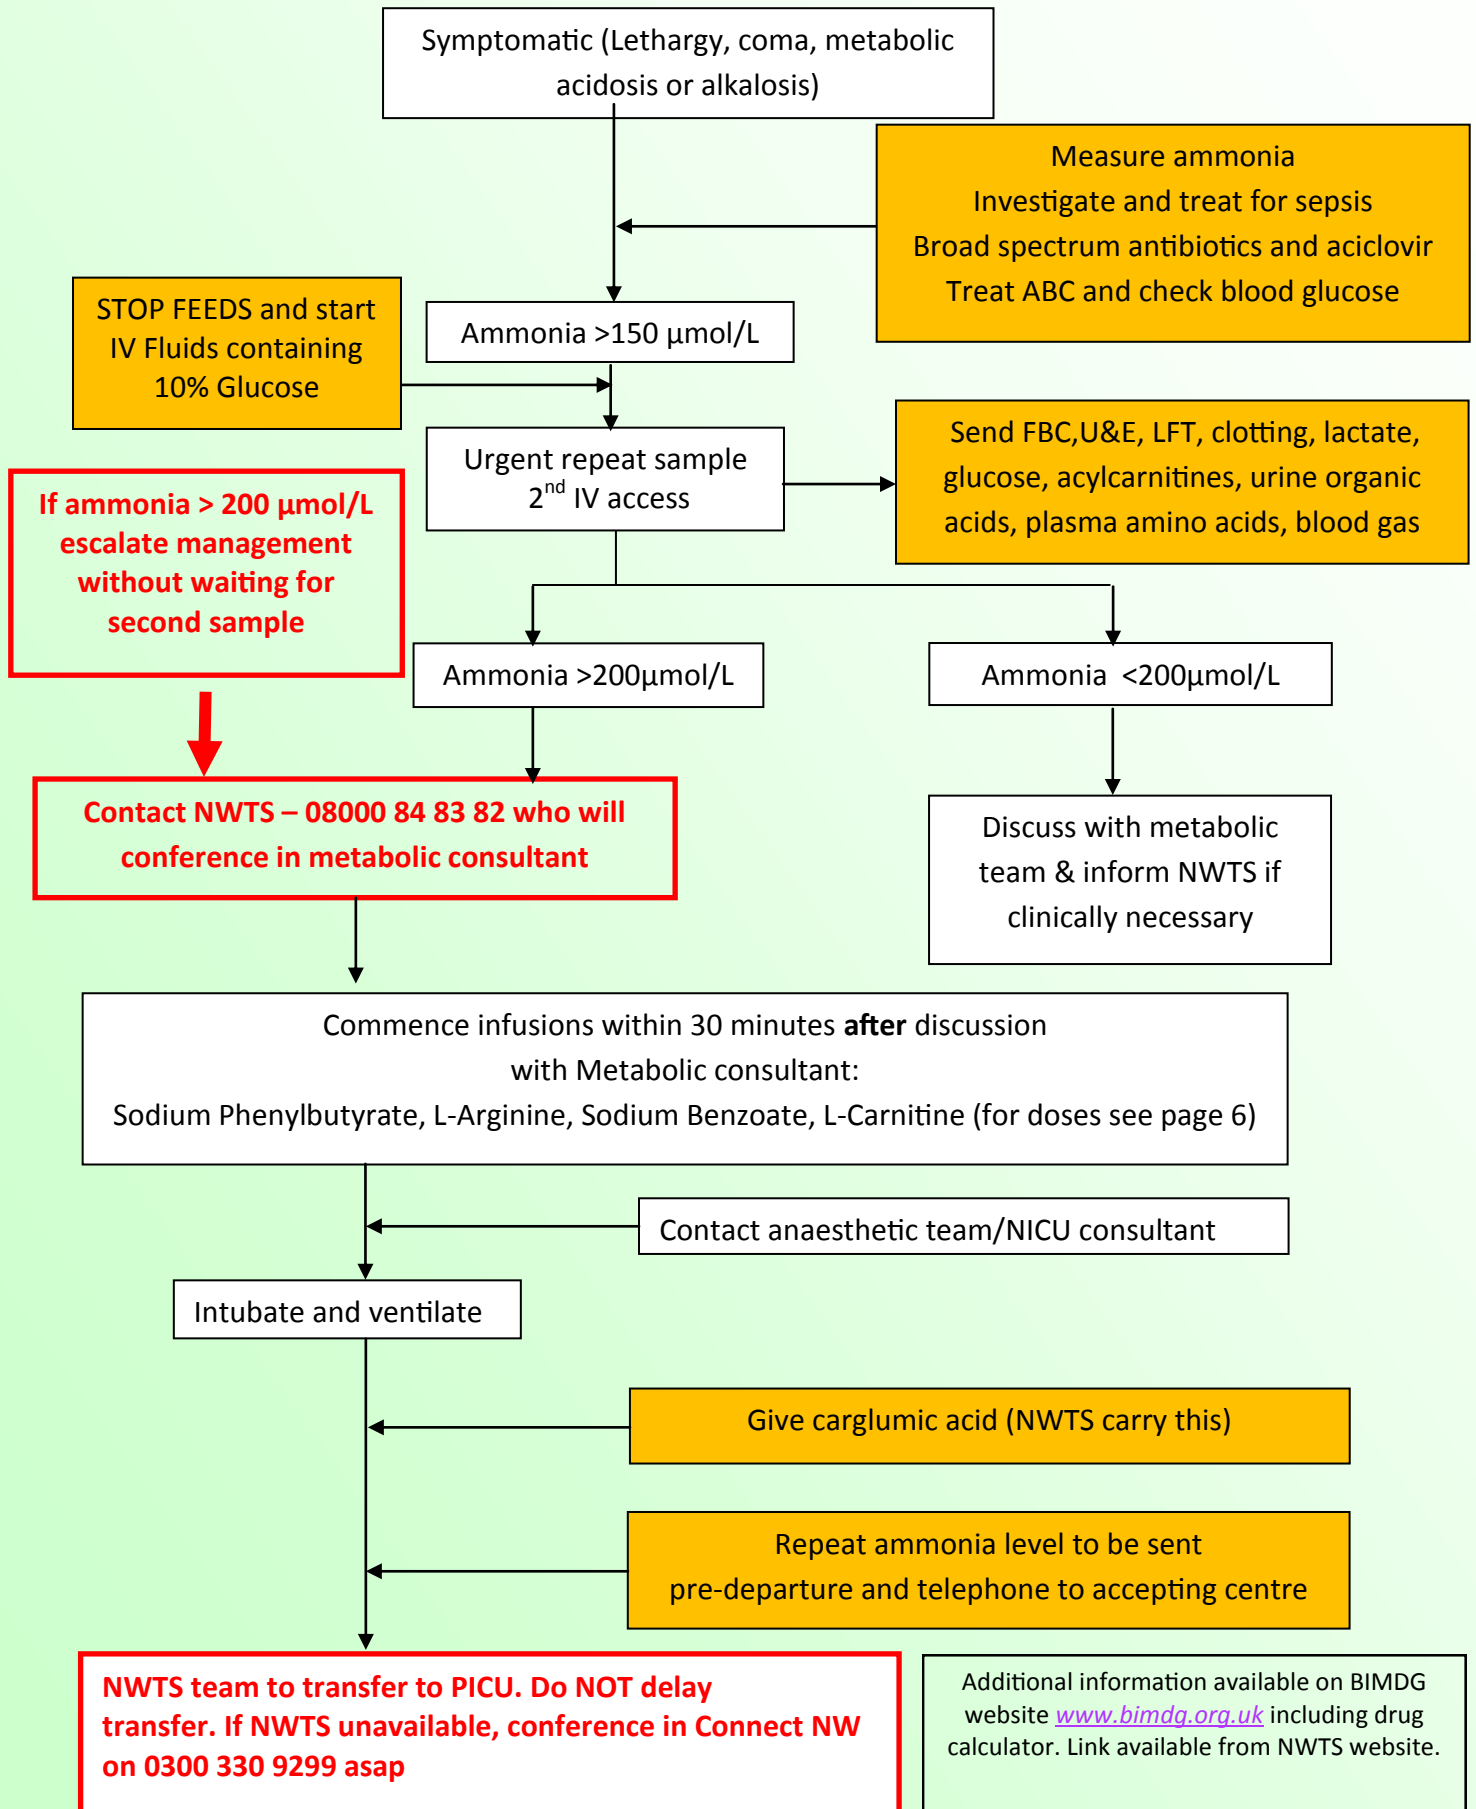 Symptomatic (Lethargy, coma, metabolic
acidosis or alkalosis)
Measure ammonia
Investigate and treat for sepsis
Broad spectrum antibiotics and aciclovir
Treat ABC and check blood glucose
STOP FEEDS and start
IV Fluids containing
10% Glucose
Ammonia >150 µmol/L
Urgent repeat sample
2nd IV access
Send FBC,U&E, LFT, clotting, lactate,
glucose, acylcarnitines, urine organic
acids, plasma amino acids, blood gas
If ammonia > 200 µmol/L
escalate management
without waiting for
second sample
Ammonia >200µmol/L
Ammonia <200µmol/L
Contact NWTS – 08000 84 83 82 who will
conference in metabolic consultant
Discuss with metabolic
team & inform NWTS if
clinically necessary
Commence infusions within 30 minutes after discussion
with Metabolic consultant:
Sodium Phenylbutyrate, L-Arginine, Sodium Benzoate, L-Carnitine (for doses see page 6)
Contact anaesthetic team/NICU consultant
Intubate and ventilate
Give carglumic acid (NWTS carry this)
Repeat ammonia level to be sent
pre-departure and telephone to accepting centre
NWTS team to transfer to PICU. Do NOT delay
transfer. If NWTS unavailable, conference in Connect NW
on 0300 330 9299 asap
Additional information available on BIMDG
website www.bimdg.org.uk including drug
calculator. Link available from NWTS website.